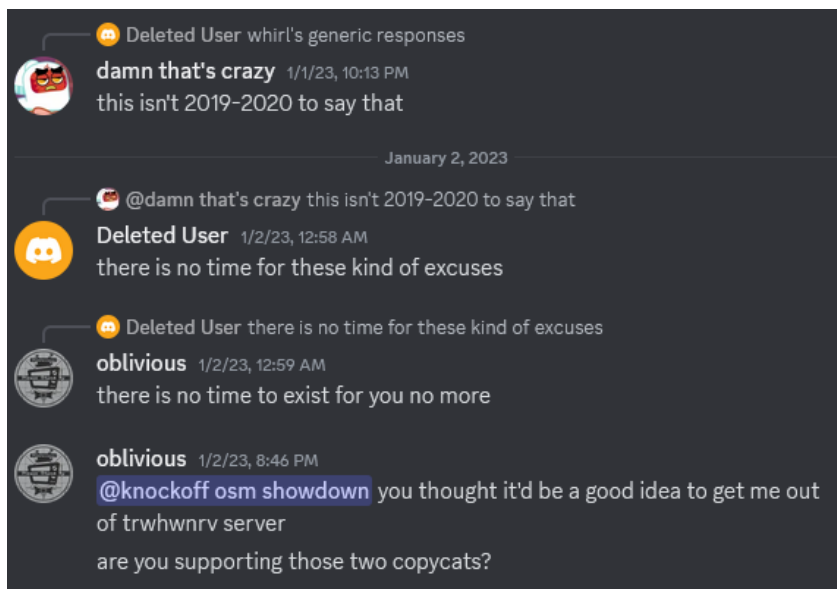 Deleted User whirl's generic responses
damn that's crazy 1/1/23, 10:13 PM
this isn't 2019-2020 to say that
January 2, 2023
@damn that's crazy this isn't 2019-2020 to say that
Deleted User 1/2/23, 12:58 AM
there is no time for these kind of excuses
Deleted User there is no time for these kind of excuses
oblivious 1/2/23, 12:59 AM
there is no time to exist for you no more
oblivious 1/2/23, 8:46 PM
@knockoff osm showdown you thought it'd be a good idea to get me out
of trwhwnrv server
are you supporting those two copycats?